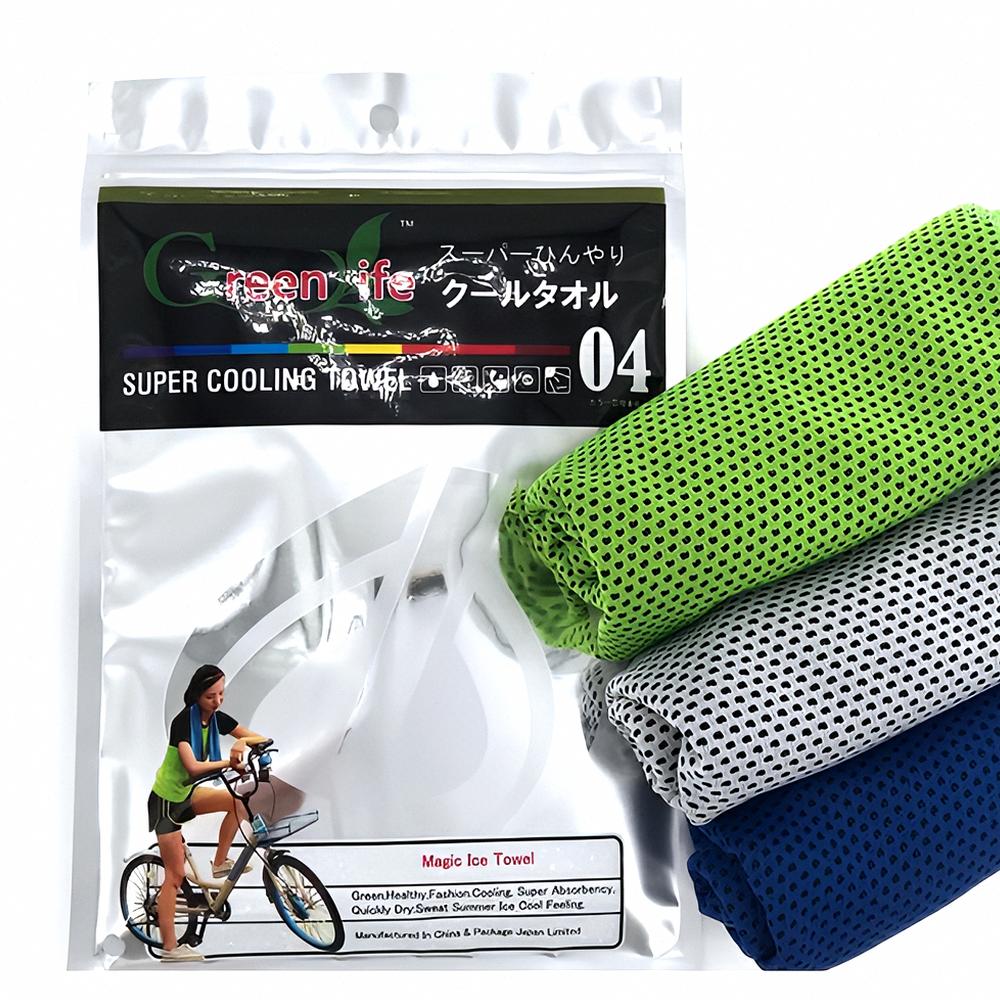 Green Life™
スーパーひんやり
クールタオル
04
SUPER COOLING TOWEL
Magic Ice Towel
Green,Healthy,Fashion,Cooling, Super Absorbency,
Quickly Dry,Sweat Summer Ice Cool Feeling
Manufactured In China & Package Japan Limited